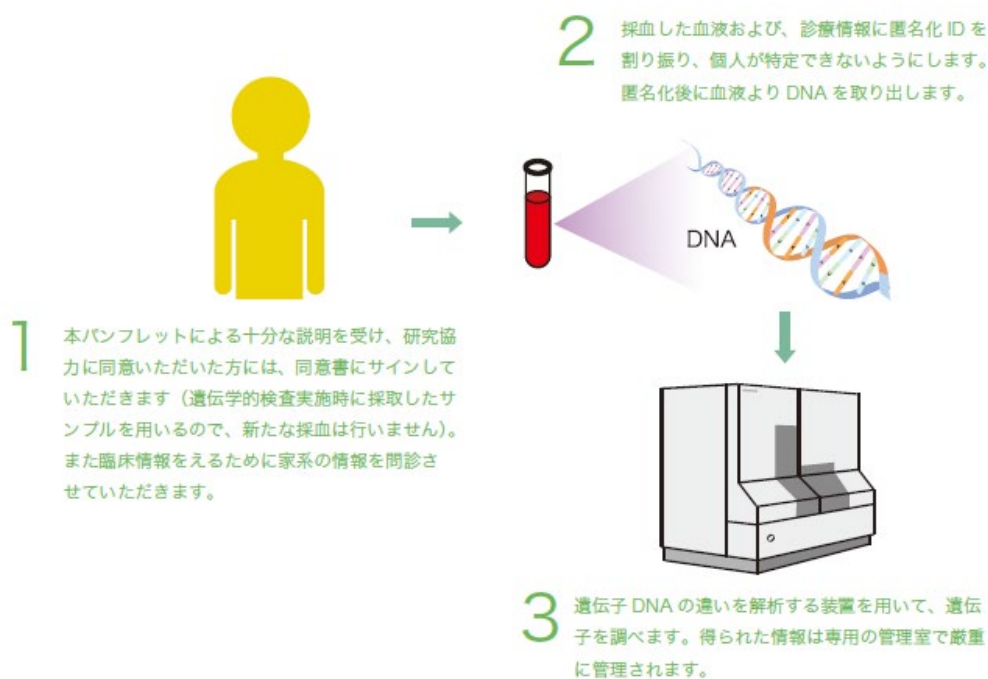 1
本パンフレットによる十分な説明を受け、研究協
力に同意いただいた方には、同意書にサインして
いただきます（遺伝学的検査実施時に採取したサ
ンプルを用いるので、新たな採血は行いません）。
また臨床情報をえるために家系の情報を問診さ
せていただきます。
2
採血した血液および、診療情報に匿名化 ID を
割り振り、個人が特定できないようにします。
匿名化後に血液より DNA を取り出します。
DNA
3
遺伝子 DNA の違いを解析する装置を用いて、遺伝
子を調べます。得られた情報は専用の管理室で厳重
に管理されます。